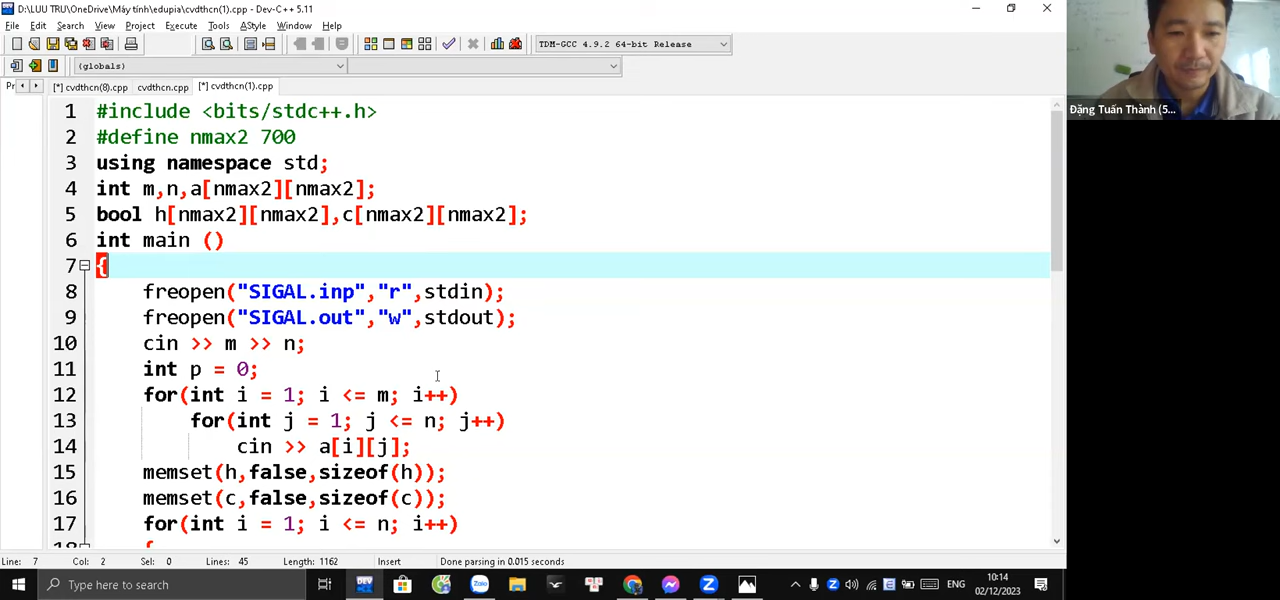 D:\LUU TRU\OneDrive\Máy tính\edupia\cvdthcn(1).cpp - Dev-C++ 5.11
File Edit Search View Project Execute Tools AStyle Window Help
TDM-GCC 4.9.2 64-bit Release
(globals)
Pr [*] cvdthcn(8).cpp cvdthcn.cpp [*] cvdthcn(1).cpp
Đặng Tuấn Thành (5...
1 #include <bits/stdc++.h>
2 #define nmax2 700
3 using namespace std;
4 int m,n,a[nmax2][nmax2];
5 bool h[nmax2][nmax2],c[nmax2][nmax2];
6 int main ()
7 {
8 freopen("SIGAL.inp","r",stdin);
9 freopen("SIGAL.out","w",stdout);
10 cin >> m >> n;
11 int p = 0;
12 for(int i = 1; i <= m; i++)
13 for(int j = 1; j <= n; j++)
14 cin >> a[i][j];
15 memset(h,false,sizeof(h));
16 memset(c,false,sizeof(c));
17 for(int i = 1; i <= n; i++)
18 {
Line: 7 Col: 2 Sel: 0 Lines: 45 Length: 1162 Insert Done parsing in 0.015 seconds
Type here to search
ENG
10:14
02/12/2023